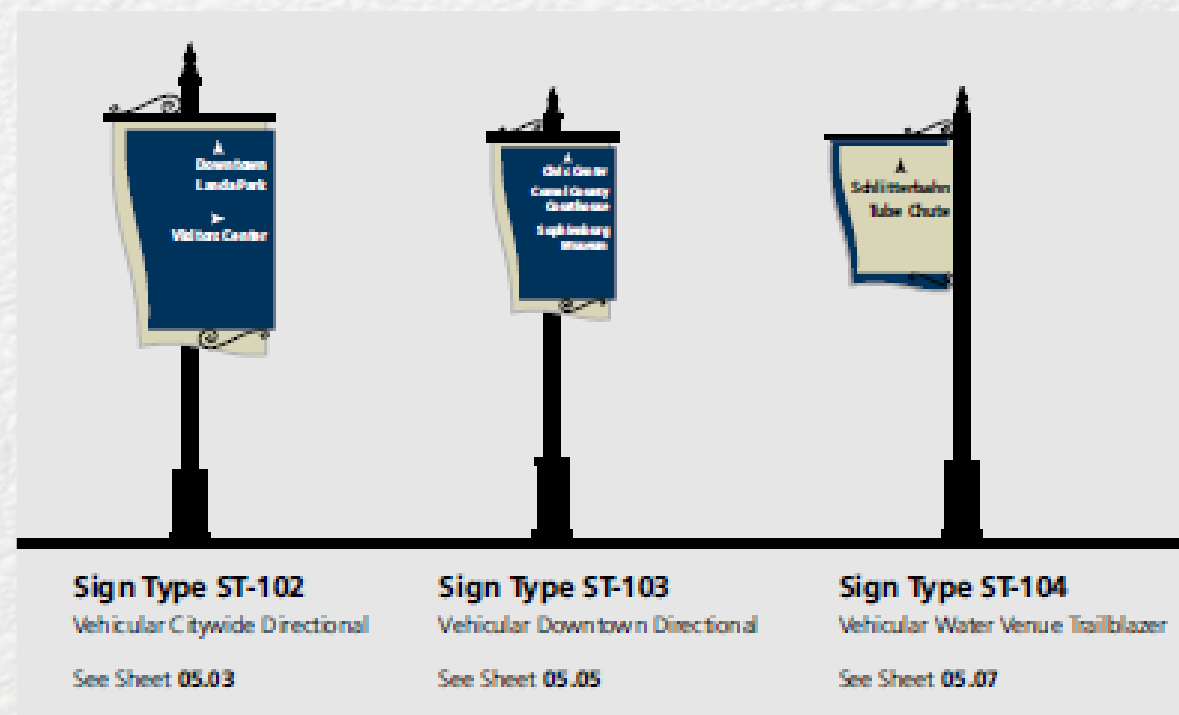 Downtown
Landa Park
Visitors Center
Civic Center
Comal County
Courthouse
Sophienburg
Museum
Schlitterbahn
Tube Chute
Sign Type ST-102
Vehicular Citywide Directional
See Sheet 05.03
Sign Type ST-103
Vehicular Downtown Directional
See Sheet 05.05
Sign Type ST-104
Vehicular Water Venue Trailblazer
See Sheet 05.07